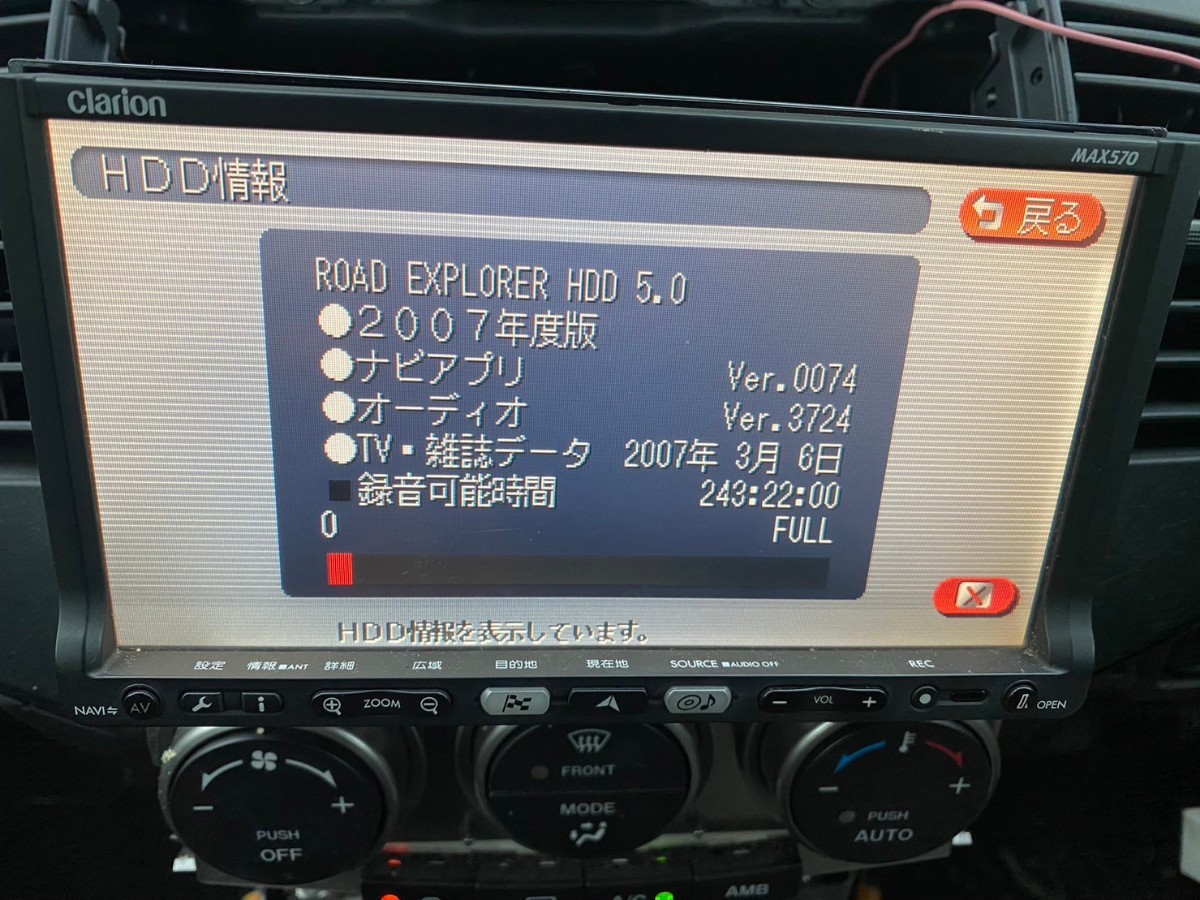 clarion
MAX570
HDD情報
戻る
ROAD EXPLORER HDD 5.0
●2007年度版
●ナビアプリ Ver.0074
●オーディオ Ver.3724
●TV・雑誌データ 2007年 3月 6日
■録音可能時間 243:22:00
0 FULL
HDD情報を表示しています。
設定 情報■ANT 詳細 広域 目的地 現在地 SOURCE■AUDIO OFF REC
NAVI⇆AV ZOOM − VOL + OPEN
− + PUSH OFF
FRONT
MODE
− + PUSH AUTO
A/C AMB